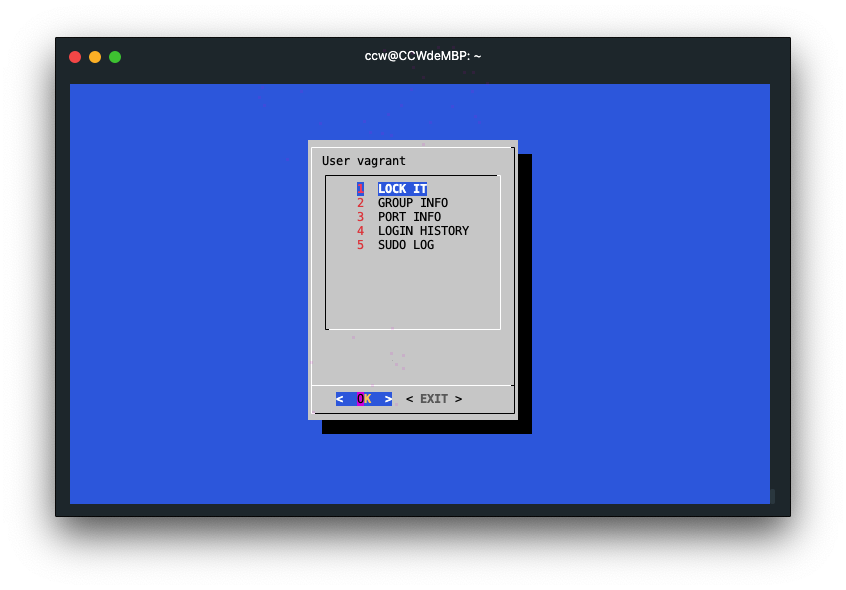 ccw@CCWdeMBP: ~
User vagrant
1 LOCK IT
2 GROUP INFO
3 PORT INFO
4 LOGIN HISTORY
5 SUDO LOG
< OK > < EXIT >